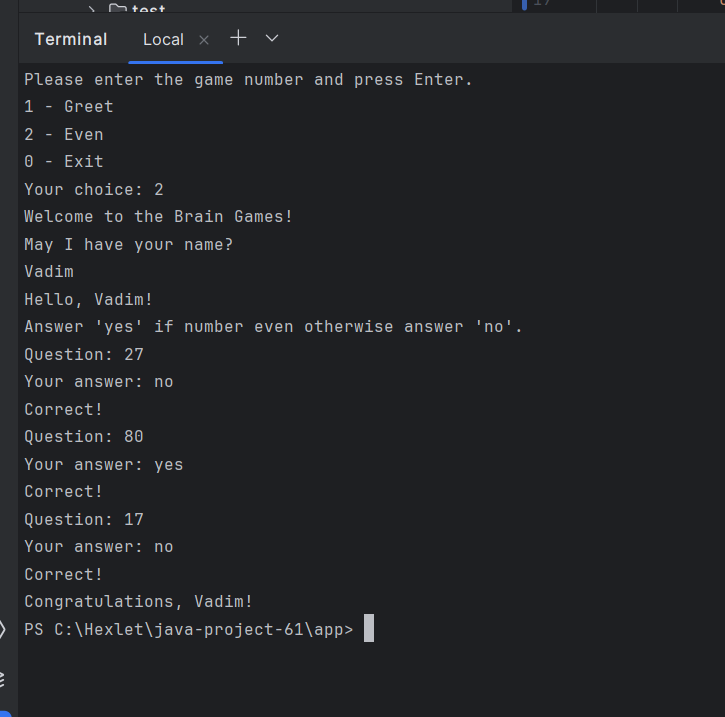 test
17
Terminal Local
Please enter the game number and press Enter.
1 - Greet
2 - Even
0 - Exit
Your choice: 2
Welcome to the Brain Games!
May I have your name?
Vadim
Hello, Vadim!
Answer 'yes' if number even otherwise answer 'no'.
Question: 27
Your answer: no
Correct!
Question: 80
Your answer: yes
Correct!
Question: 17
Your answer: no
Correct!
Congratulations, Vadim!
PS C:\Hexlet\java-project-61\app>